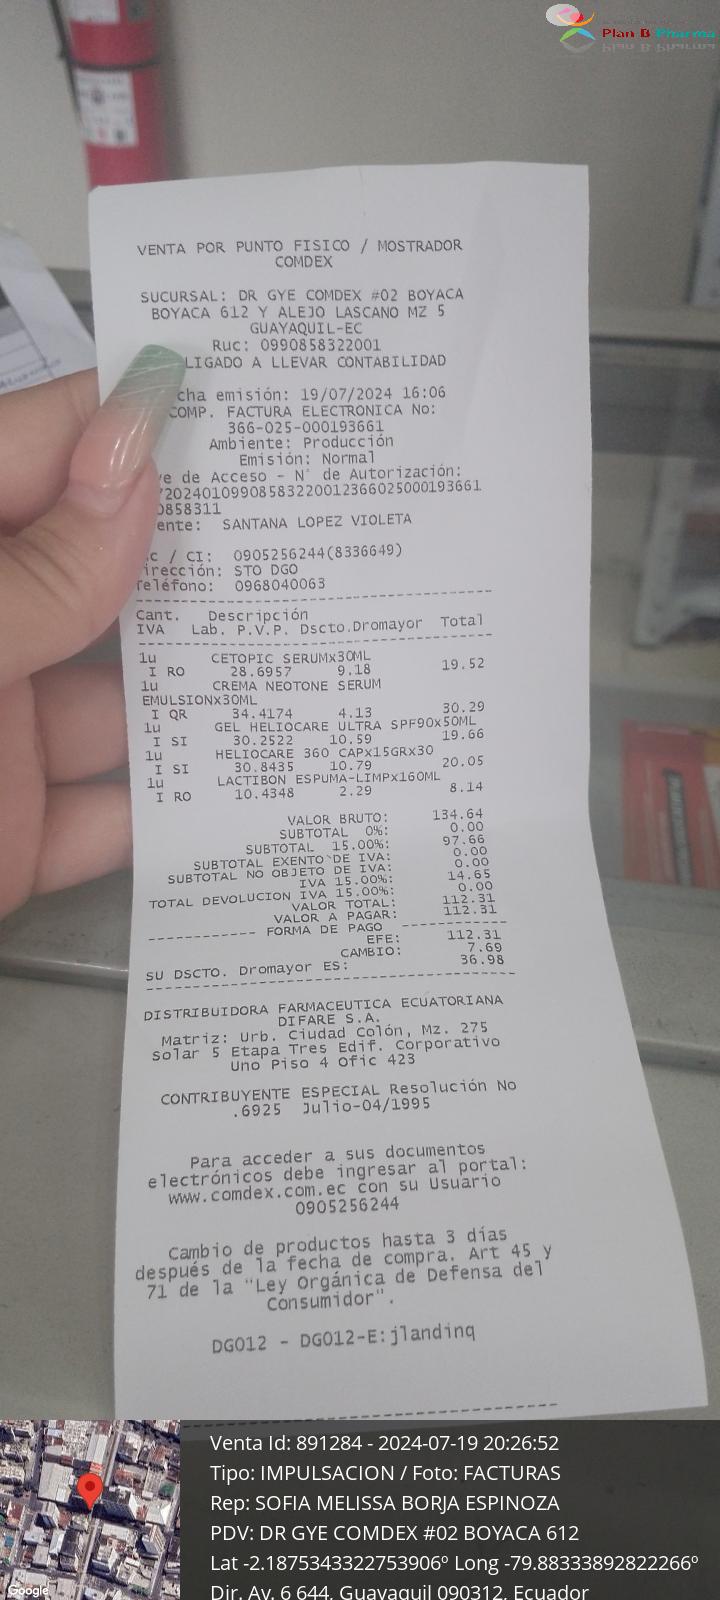 Plan B Pharma
VENTA POR PUNTO FISICO / MOSTRADOR
COMDEX
SUCURSAL: DR GYE COMDEX #02 BOYACA
BOYACA 612 Y ALEJO LASCANO MZ 5
GUAYAQUIL-EC
Ruc: 0990858322001
LIGADO A LLEVAR CONTABILIDAD
cha emisión: 19/07/2024 16:06
COMP. FACTURA ELECTRONICA No:
366-025-000193661
Ambiente: Producción
Emisión: Normal
ve de Acceso - N° de Autorización:
72024010990858322001236602500019366​1
0858311
ente: SANTANA LOPEZ VIOLETA
c / CI: 0905256244(8336649)
irección: STO DGO
Teléfono: 0968040063
Cant. Descripción
IVA Lab. P.V.P. Dscto.Dromayor Total
1u CETOPIC SERUMx30ML
I RO 28.6957 9.18 19.52
1u CREMA NEOTONE SERUM
EMULSIONx30ML
I QR 34.4174 4.13 30.29
1u GEL HELIOCARE ULTRA SPF90x50ML
I SI 30.2522 10.59 19.66
1u HELIOCARE 360 CAPx15GRx30
I SI 30.8435 10.79 20.05
1u LACTIBON ESPUMA-LIMPx160ML
I RO 10.4348 2.29 8.14
VALOR BRUTO: 134.64
SUBTOTAL 0%: 0.00
SUBTOTAL 15.00%: 97.66
SUBTOTAL EXENTO DE IVA: 0.00
SUBTOTAL NO OBJETO DE IVA: 0.00
IVA 15.00%: 14.65
TOTAL DEVOLUCION IVA 15.00%: 0.00
VALOR TOTAL: 112.31
VALOR A PAGAR: 112.31
------------ FORMA DE PAGO ------------
EFE: 112.31
CAMBIO: 7.69
SU DSCTO. Dromayor ES: 36.98
DISTRIBUIDORA FARMACEUTICA ECUATORIANA
DIFARE S.A.
Matriz: Urb. Ciudad Colón, Mz. 275
solar 5 Etapa Tres Edif. Corporativo
Uno Piso 4 Ofic 423
CONTRIBUYENTE ESPECIAL Resolución No
.6925 Julio-04/1995
Para acceder a sus documentos
electrónicos debe ingresar al portal:
www.comdex.com.ec con su Usuario
0905256244
Cambio de productos hasta 3 días
después de la fecha de compra. Art 45 y
71 de la "Ley Orgánica de Defensa del
Consumidor".
DG012 - DG012-E:jlandinq
Venta Id: 891284 - 2024-07-19 20:26:52
Tipo: IMPULSACION / Foto: FACTURAS
Rep: SOFIA MELISSA BORJA ESPINOZA
PDV: DR GYE COMDEX #02 BOYACA 612
Lat -2.1875343322753906º Long -79.88333892822266º
Dir. Av. 6 644, Guayaquil 090312, Ecuador
Google